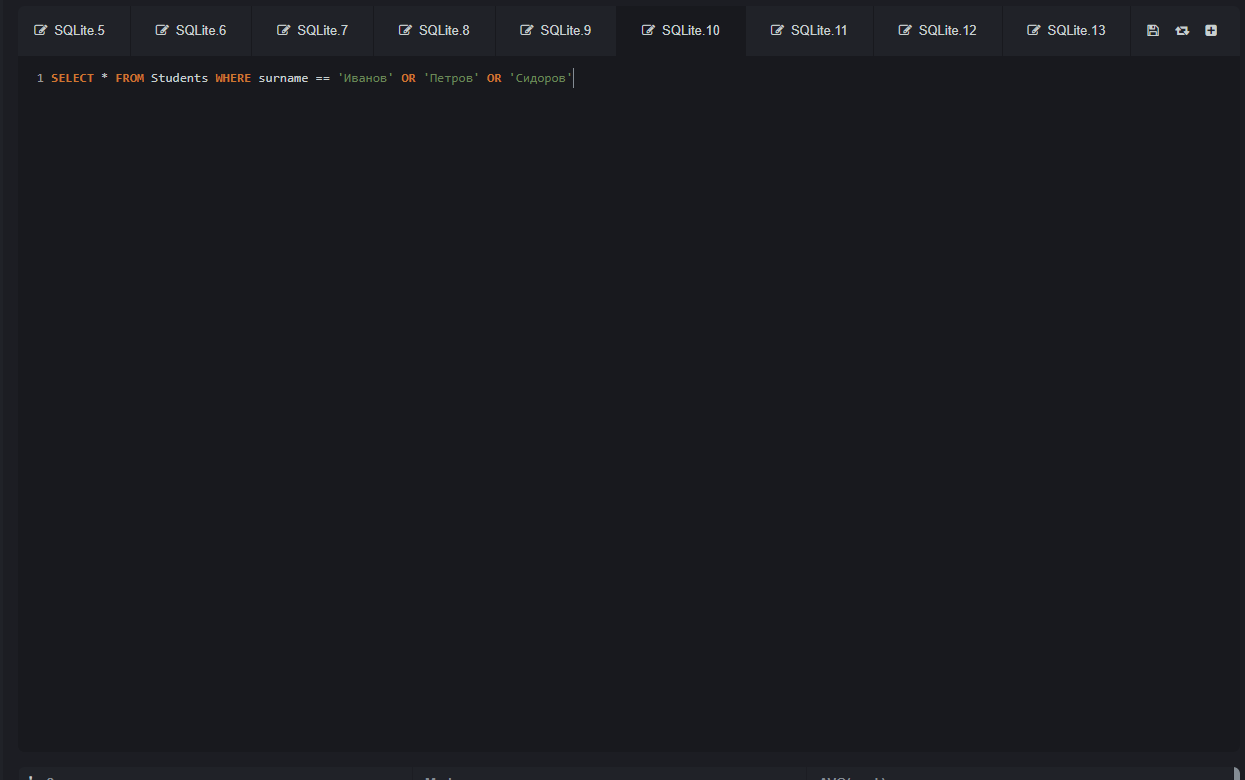 SQLite.5 SQLite.6 SQLite.7 SQLite.8 SQLite.9 SQLite.10 SQLite.11 SQLite.12 SQLite.13
1 SELECT * FROM Students WHERE surname == 'Иванов' OR 'Петров' OR 'Сидоров'